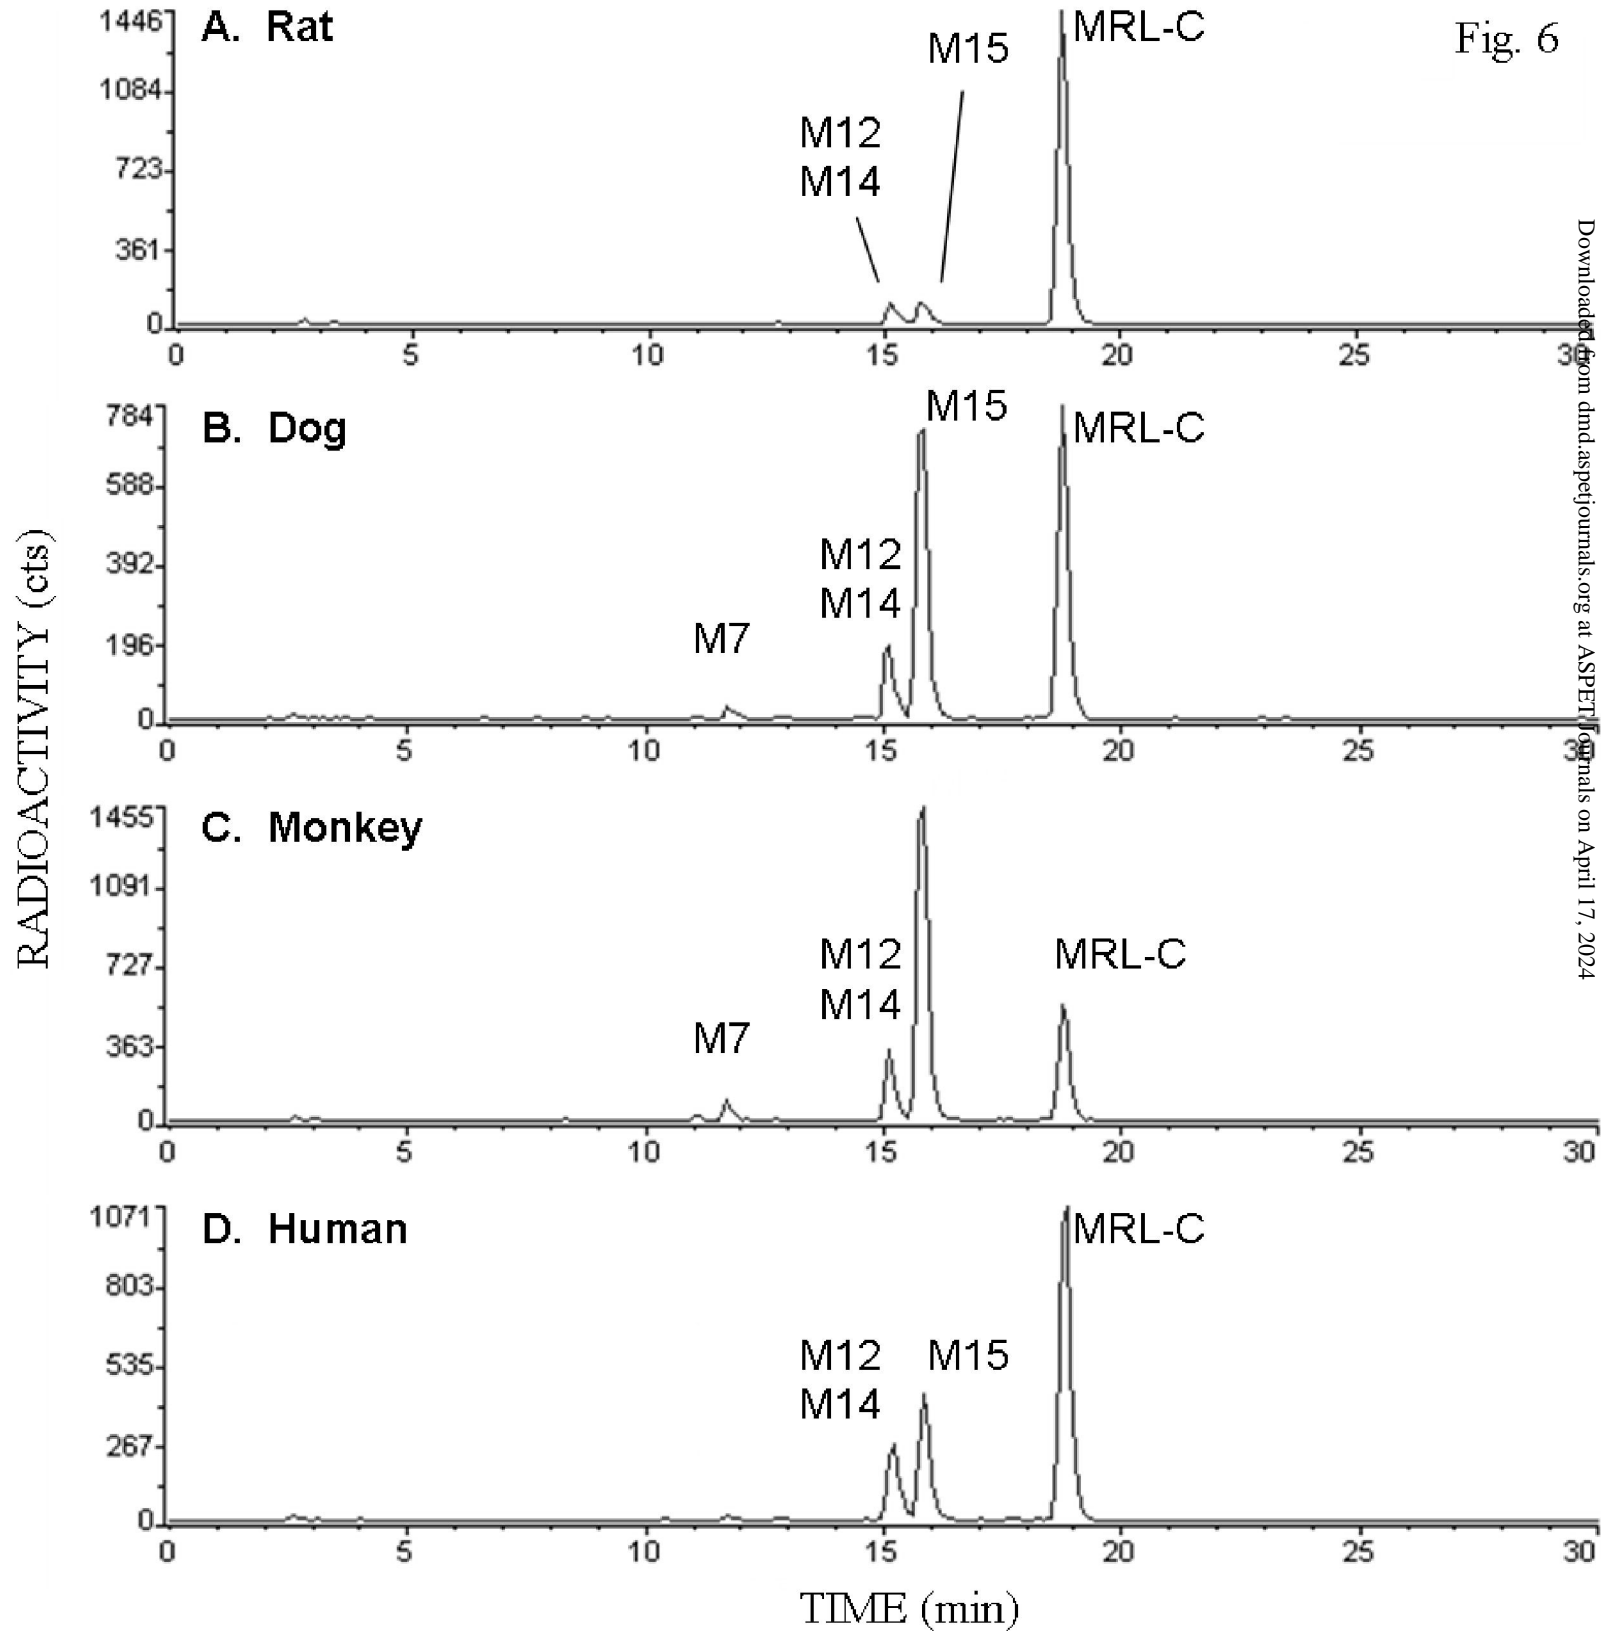 Fig. 6
RADIOACTIVITY (cts)
A. Rat
1446
1084
723
361
0
M12
M14
M15
MRL-C
0 5 10 15 20 25 30
B. Dog
784
588
392
196
0
M7
M12
M14
M15
MRL-C
0 5 10 15 20 25 30
C. Monkey
1455
1091
727
363
0
M7
M12
M14
MRL-C
0 5 10 15 20 25 30
D. Human
1071
803
535
267
0
M12
M14
M15
MRL-C
0 5 10 15 20 25 30
TIME (min)
Downloaded from dmd.aspetjournals.org at ASPET Journals on April 17, 2024